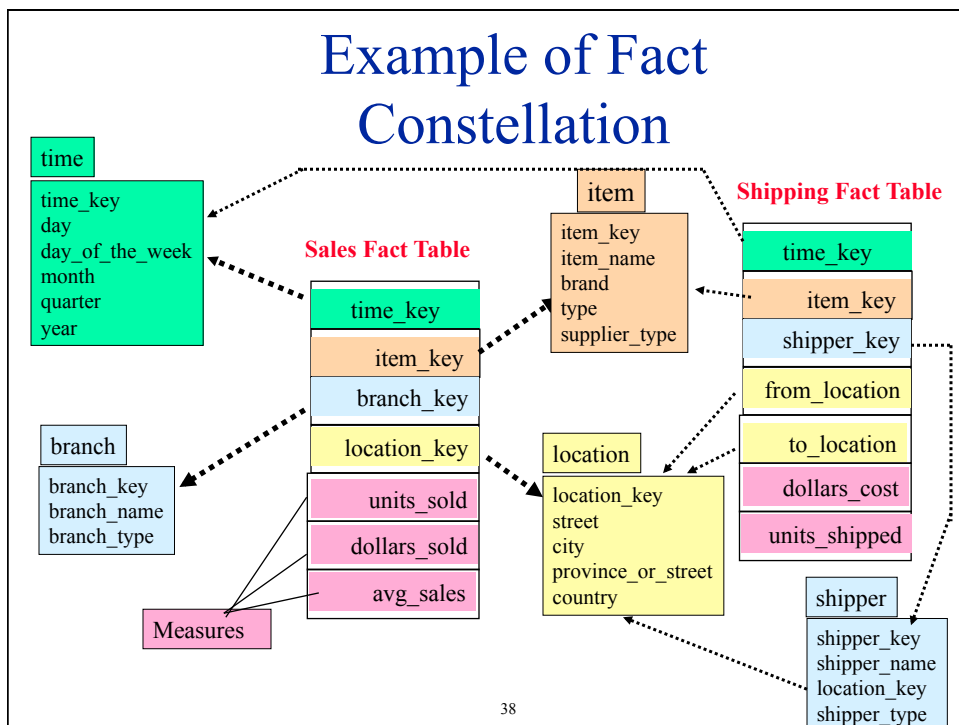 Example of Fact
Constellation
time
time_key
day
day_of_the_week
month
quarter
year
Sales Fact Table
time_key
item_key
branch_key
location_key
units_sold
dollars_sold
avg_sales
Measures
branch
branch_key
branch_name
branch_type
item
item_key
item_name
brand
type
supplier_type
location
location_key
street
city
province_or_street
country
Shipping Fact Table
time_key
item_key
shipper_key
from_location
to_location
dollars_cost
units_shipped
shipper
shipper_key
shipper_name
location_key
shipper_type
38